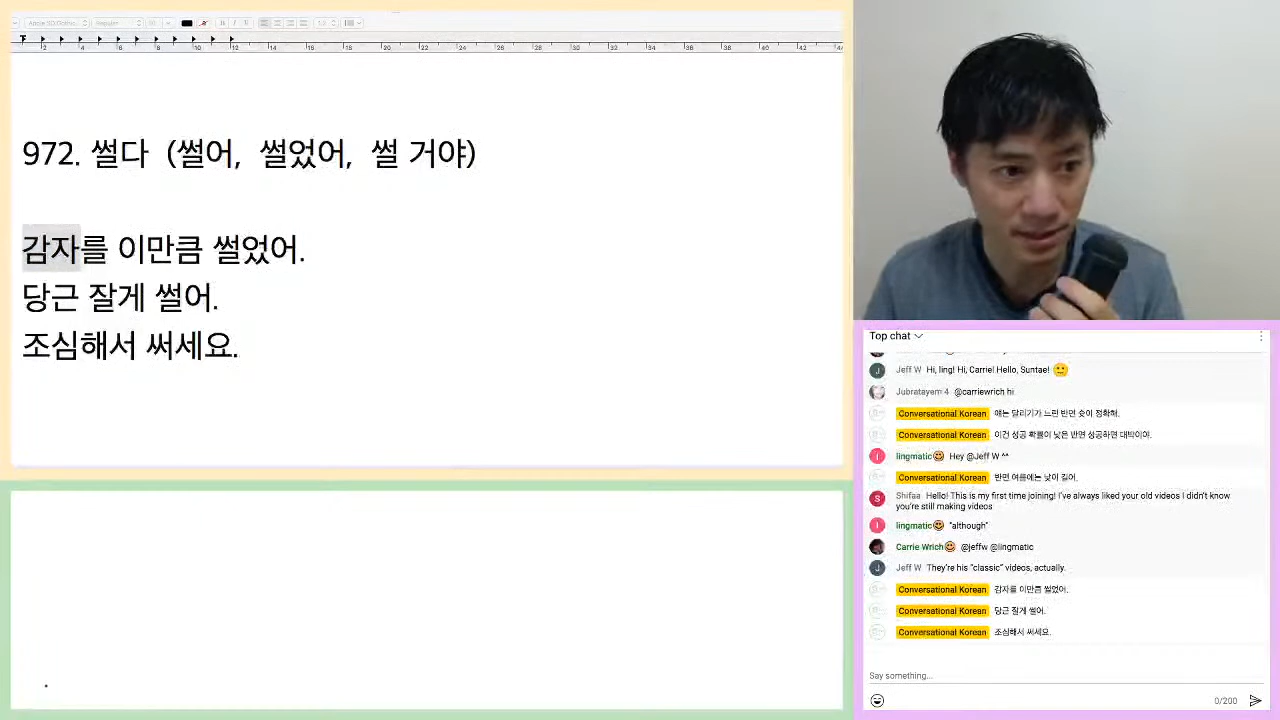 972. 썰다 (썰어, 썰었어, 썰 거야)
감자를 이만큼 썰었어.
당근 잘게 썰어.
조심해서 써세요.
Top chat
Jeff W Hi, ling! Hi, Carrie! Hello, Suntae!
Jubratayem 4 @carriewrich hi
Conversational Korean 얘는 달리기가 느린 반면 슛이 정확해.
Conversational Korean 이건 성공 확률이 낮은 반면 성공하면 대박이야.
lingmatic Hey @Jeff W ^^
Conversational Korean 반면 여름에는 낮이 길어.
Shifaa Hello! This is my first time joining! I've always liked your old videos I didn't know
you're still making videos
lingmatic "although"
Carrie Wrich @jeffw @lingmatic
Jeff W They're his "classic" videos, actually.
Conversational Korean 감자를 이만큼 썰었어.
Conversational Korean 당근 잘게 썰어.
Conversational Korean 조심해서 써세요.
Say something...
0/200